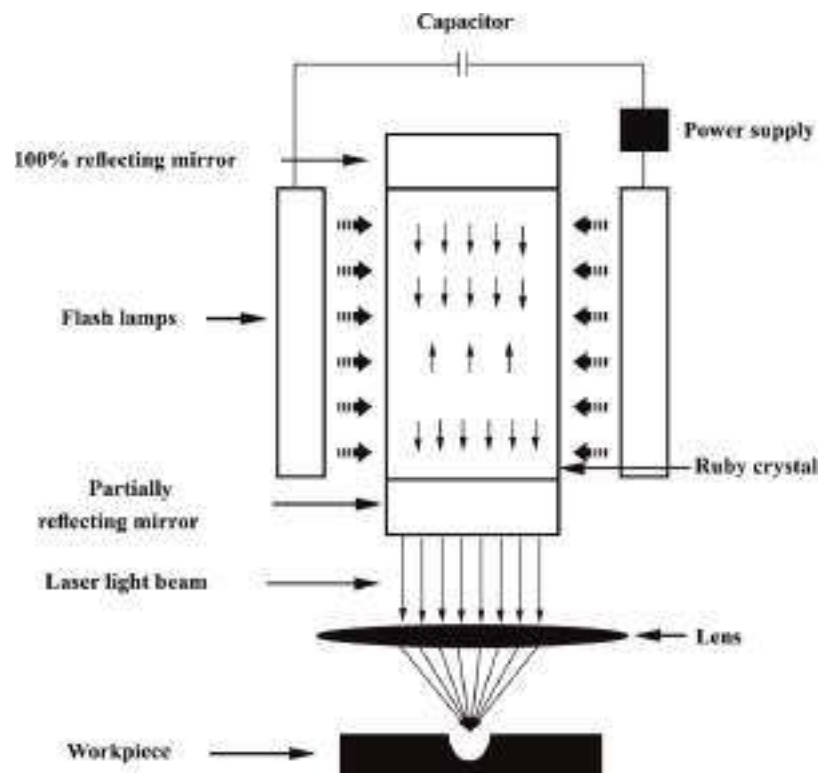 Capacitor
Power supply
100% reflecting mirror
Flash lamps
Ruby crystal
Partially
reflecting mirror
Laser light beam
Lens
Workpiece